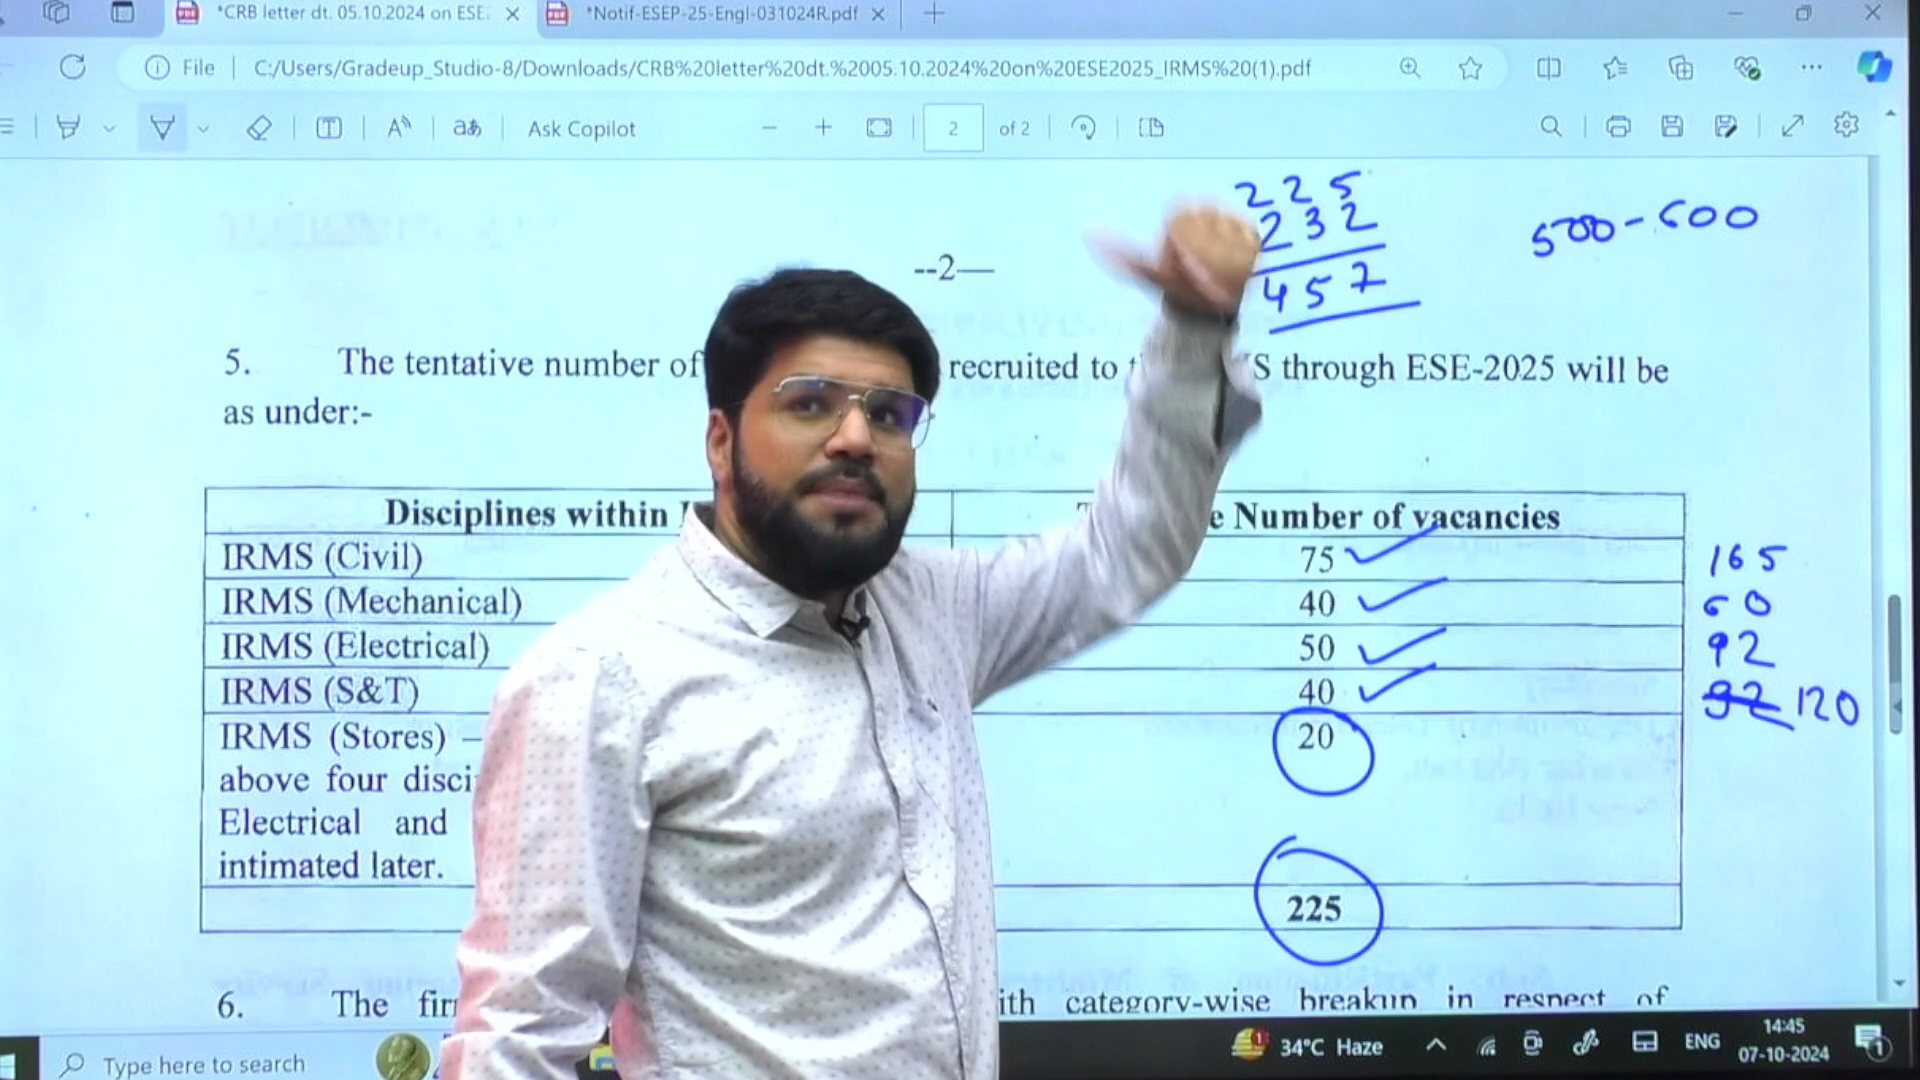 *CRB letter dt. 05.10.2024 on ESE
*Notif-ESEP-25-Engl-031024R.pdf
File
C:/Users/Gradeup_Studio-8/Downloads/CRB%20letter%20dt.%2005.10.2024%20on%20ESE2025_IRMS%20(1).pdf
Ask Copilot
2 of 2
225
232
457
500-600
--2—
5. The tentative number of recruited to S through ESE-2025 will be
as under:-
Disciplines within Number of vacancies
IRMS (Civil) 75 165
IRMS (Mechanical) 40 60
IRMS (Electrical) 50 92
IRMS (S&T) 40 92 120
IRMS (Stores) – 20
above four
Electrical and
intimated later.
225
6. The category-wise breakup in respect of
Type here to search
34°C Haze
ENG
14:45
07-10-2024
1